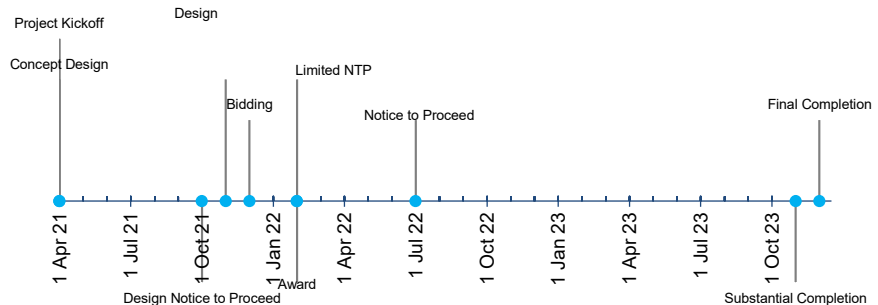 Design
Project Kickoff
Concept Design
Limited NTP
Bidding
Final Completion
Notice to Proceed
1 Apr 21
1 Jul 21
1 Oct 21
1 Jan 22
1 Apr 22
1 Jul 22
1 Oct 22
1 Jan 23
1 Apr 23
1 Jul 23
1 Oct 23
Award
Design Notice to Proceed
Substantial Completion